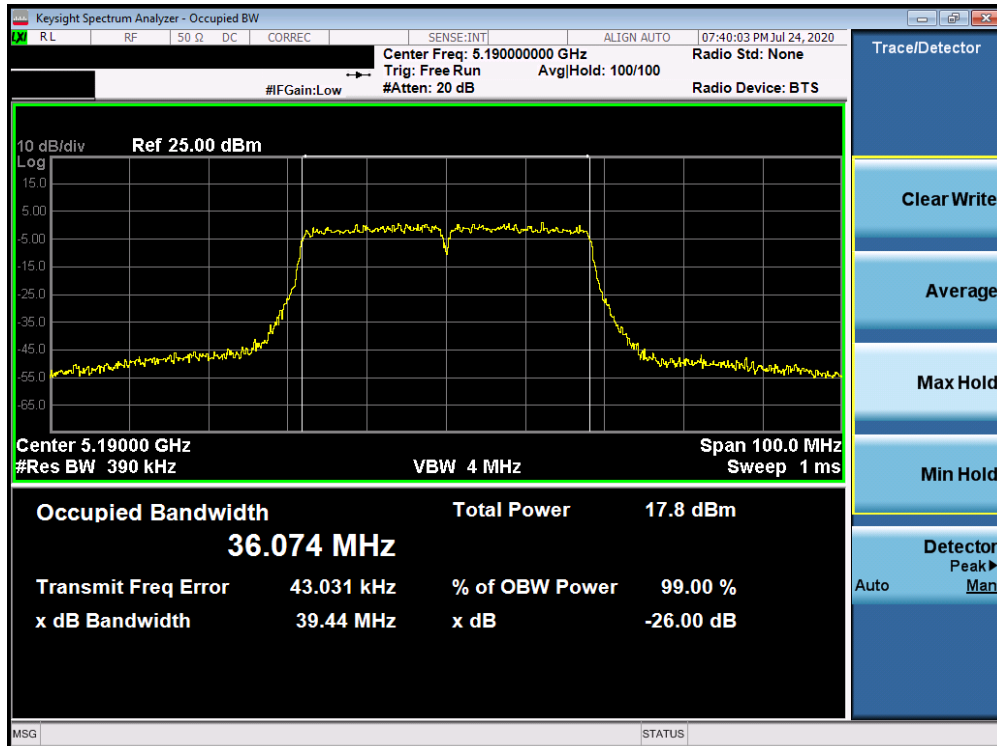 Keysight Spectrum Analyzer - Occupied BW
LXI RL RF 50 Ω DC CORREC SENSE:INT ALIGN AUTO 07:40:03 PM Jul 24, 2020
Center Freq: 5.190000000 GHz Radio Std: None
Trig: Free Run Avg|Hold: 100/100
#IFGain:Low #Atten: 20 dB Radio Device: BTS
10 dB/div Ref 25.00 dBm
Log
15.0
5.00
-5.00
-15.0
-25.0
-35.0
-45.0
-55.0
-65.0
Center 5.19000 GHz Span 100.0 MHz
#Res BW 390 kHz VBW 4 MHz Sweep 1 ms
Occupied Bandwidth Total Power 17.8 dBm
36.074 MHz
Transmit Freq Error 43.031 kHz % of OBW Power 99.00 %
x dB Bandwidth 39.44 MHz x dB -26.00 dB
Trace/Detector
Clear Write
Average
Max Hold
Min Hold
Detector
Peak▶
Auto Man
MSG STATUS